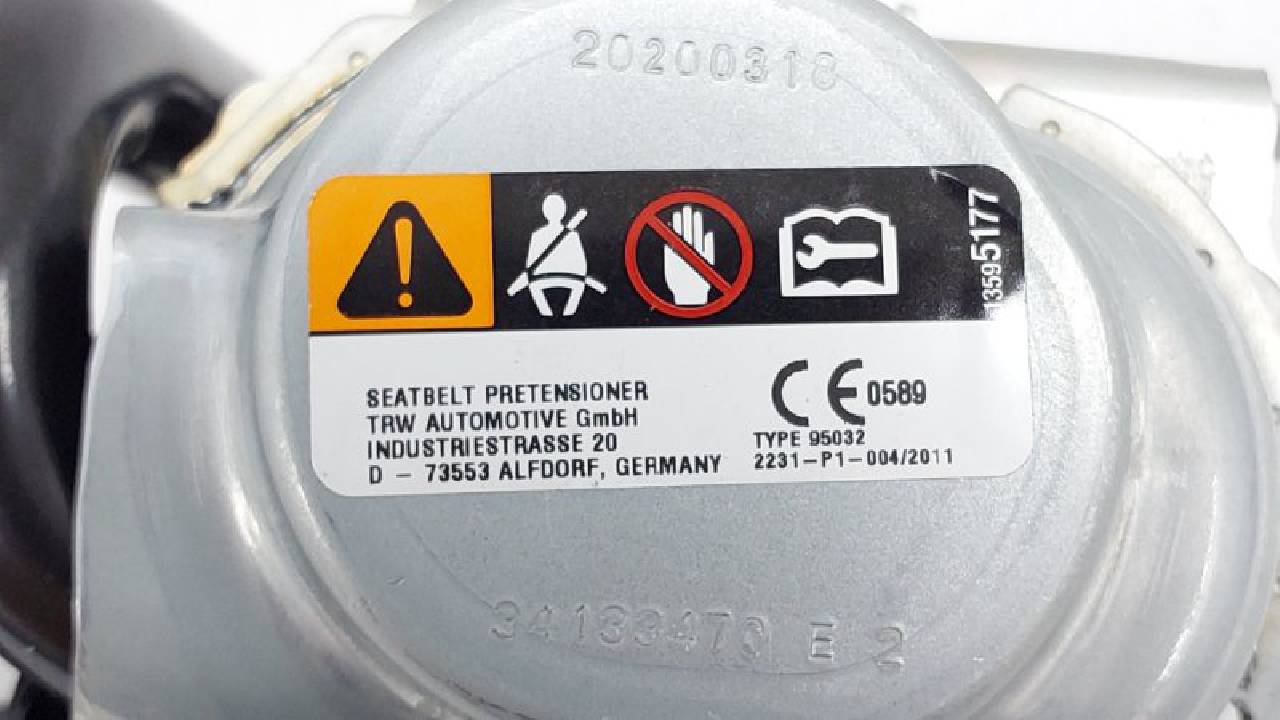 20200318
13595177
SEATBELT PRETENSIONER
TRW AUTOMOTIVE GmbH
INDUSTRIESTRASSE 20
D - 73553 ALFDORF, GERMANY
CE 0589
TYPE 95032
2231-P1-004/2011
34133470 E 2